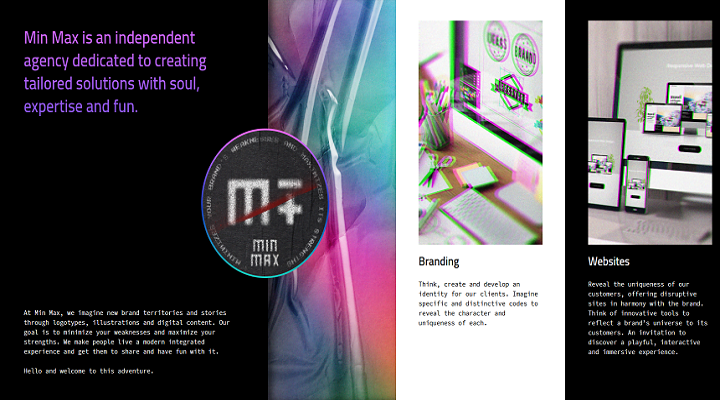 Min Max is an independent
agency dedicated to creating
tailored solutions with soul,
expertise and fun.
MIN
MAX
At Min Max, we imagine new brand territories and stories
through logotypes, illustrations and digital content. Our
goal is to minimize your weaknesses and maximize your
strengths. We make people live a modern integrated
experience and get them to share and have fun with it.
Hello and welcome to this adventure.
BRAND
Branding
Think, create and develop an
identity for our clients. Imagine
specific and distinctive codes to
reveal the character and
uniqueness of each.
Websites
Reveal the uniqueness of our
customers, offering disruptive
sites in harmony with the brand.
Think of innovative tools to
reflect a brand's universe to its
customers. An invitation to
discover a playful, interactive
and immersive experience.